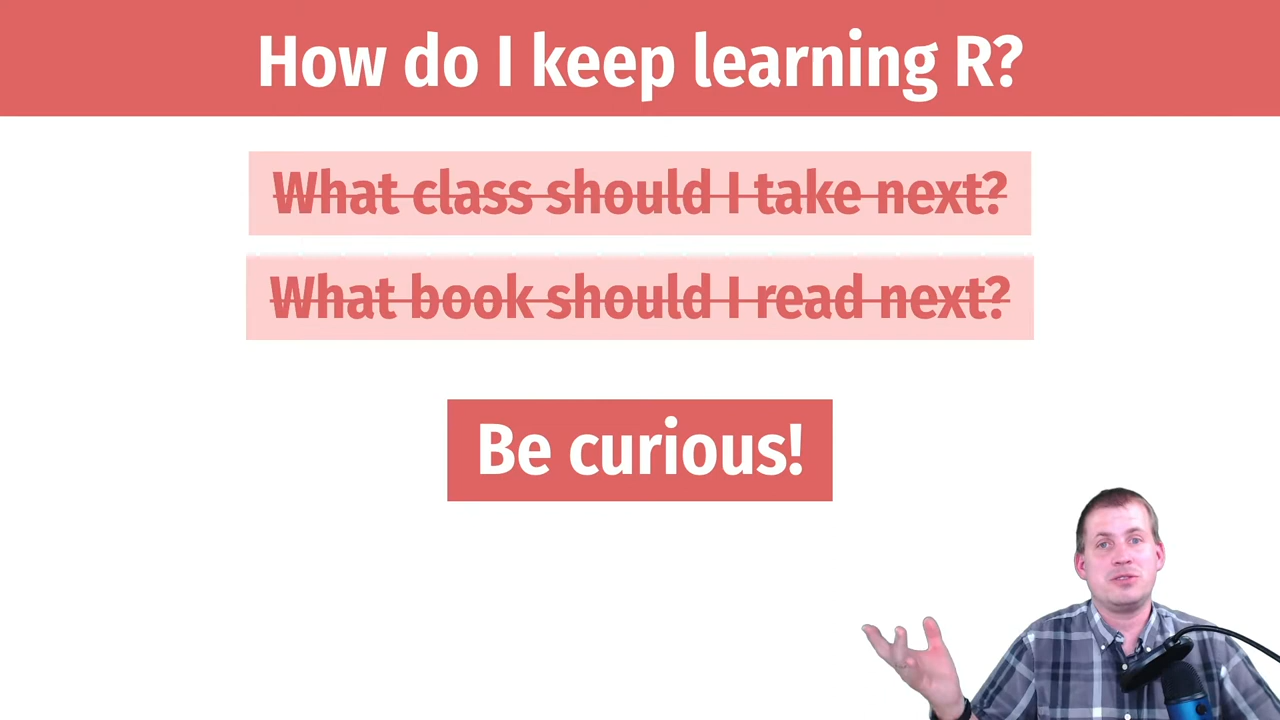 How do I keep learning R?
What class should I take next?
What book should I read next?
Be curious!